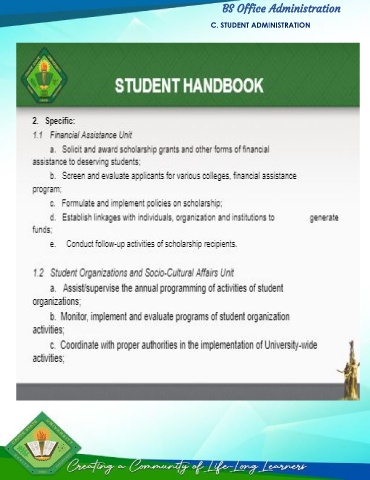 BS Office Administration
C. STUDENT ADMINISTRATION
STUDENT HANDBOOK
2. Specific:
1.1 Financial Assistance Unit
a. Solicit and award scholarship grants and other forms of financial
assistance to deserving students;
b. Screen and evaluate applicants for various colleges, financial assistance
program;
c. Formulate and implement policies on scholarship;
d. Establish linkages with individuals, organization and institutions to generate
funds;
e. Conduct follow-up activities of scholarship recipients.
1.2 Student Organizations and Socio-Cultural Affairs Unit
a. Assist/supervise the annual programming of activities of student
organizations;
b. Monitor, implement and evaluate programs of student organization
activities;
c. Coordinate with proper authorities in the implementation of University-wide
activities;
Creating a Community of Life-Long Learners